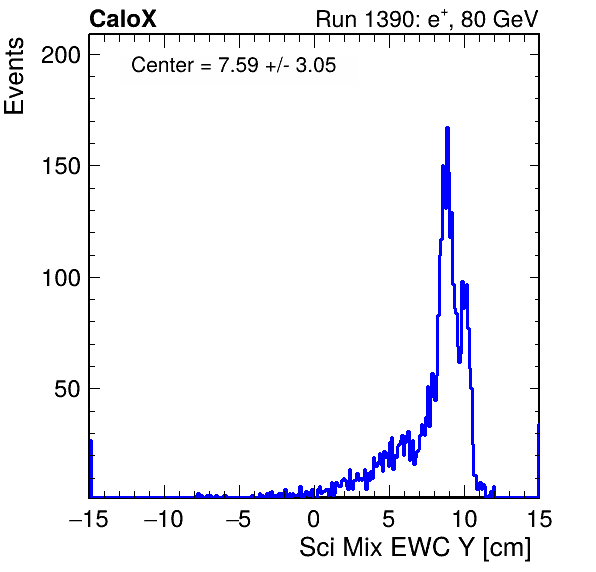 CaloX Run 1390: e⁺, 80 GeV
Events
Center = 7.59 +/- 3.05
200
150
100
50
−15 −10 −5 0 5 10 15
Sci Mix EWC Y [cm]